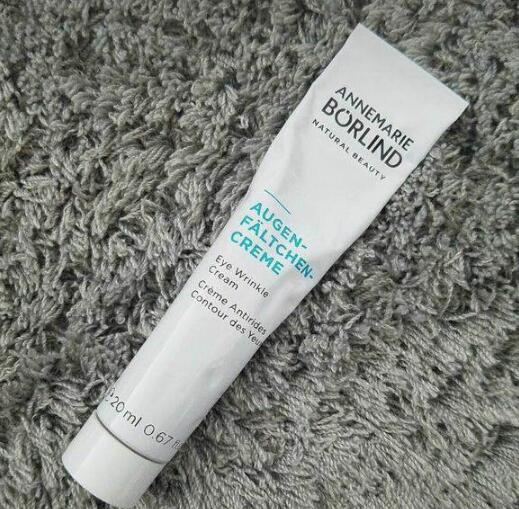 ANNEMARIE
BÖRLIND
NATURAL BEAUTY
AUGEN-
FÄLTCHEN-
CREME
Eye Wrinkle
Cream
Crème Antirides
Contour des Yeux
20 ml 0.67 fl.